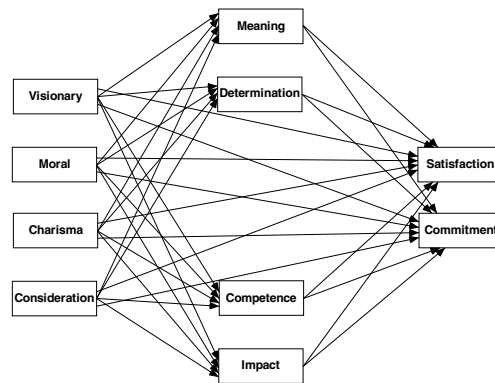 Meaning
Visionary
Determination
Moral
Satisfaction
Charisma
Commitment
Consideration
Competence
Impact